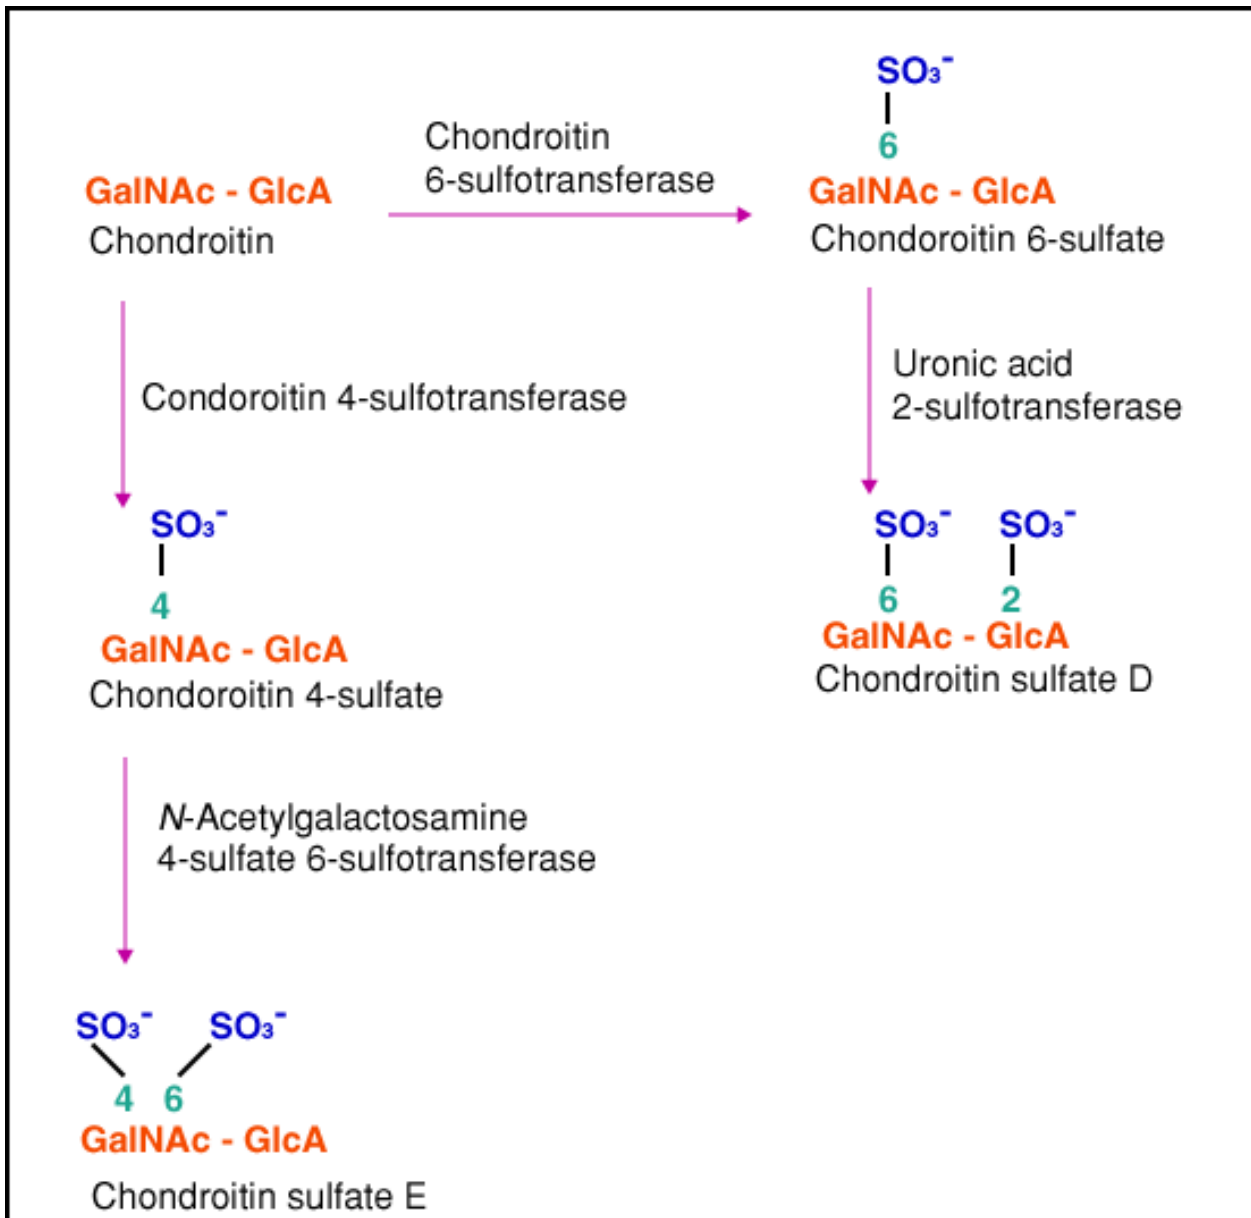 SO₃⁻
6
GalNAc - GlcA
Chondroitin
Chondroitin
6-sulfotransferase
GalNAc - GlcA
Chondoroitin 6-sulfate
Condoroitin 4-sulfotransferase
Uronic acid
2-sulfotransferase
SO₃⁻
4
GalNAc - GlcA
Chondoroitin 4-sulfate
SO₃⁻ SO₃⁻
6 2
GalNAc - GlcA
Chondroitin sulfate D
N-Acetylgalactosamine
4-sulfate 6-sulfotransferase
SO₃⁻ SO₃⁻
4 6
GalNAc - GlcA
Chondroitin sulfate E